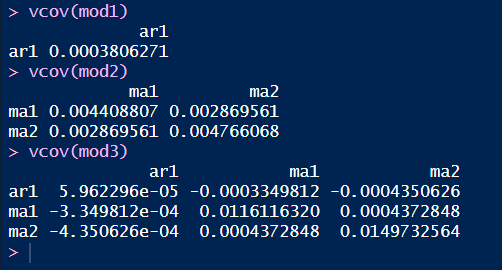 > vcov(mod1)
ar1
ar1 0.0003806271
> vcov(mod2)
ma1 ma2
ma1 0.004408807 0.002869561
ma2 0.002869561 0.004766068
> vcov(mod3)
ar1 ma1 ma2
ar1 5.962296e-05 -0.0003349812 -0.0004350626
ma1 -3.349812e-04 0.0116116320 0.0004372848
ma2 -4.350626e-04 0.0004372848 0.0149732564
>